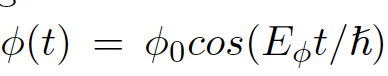 ϕ(t) = ϕ₀cos(E_ϕt/ħ)